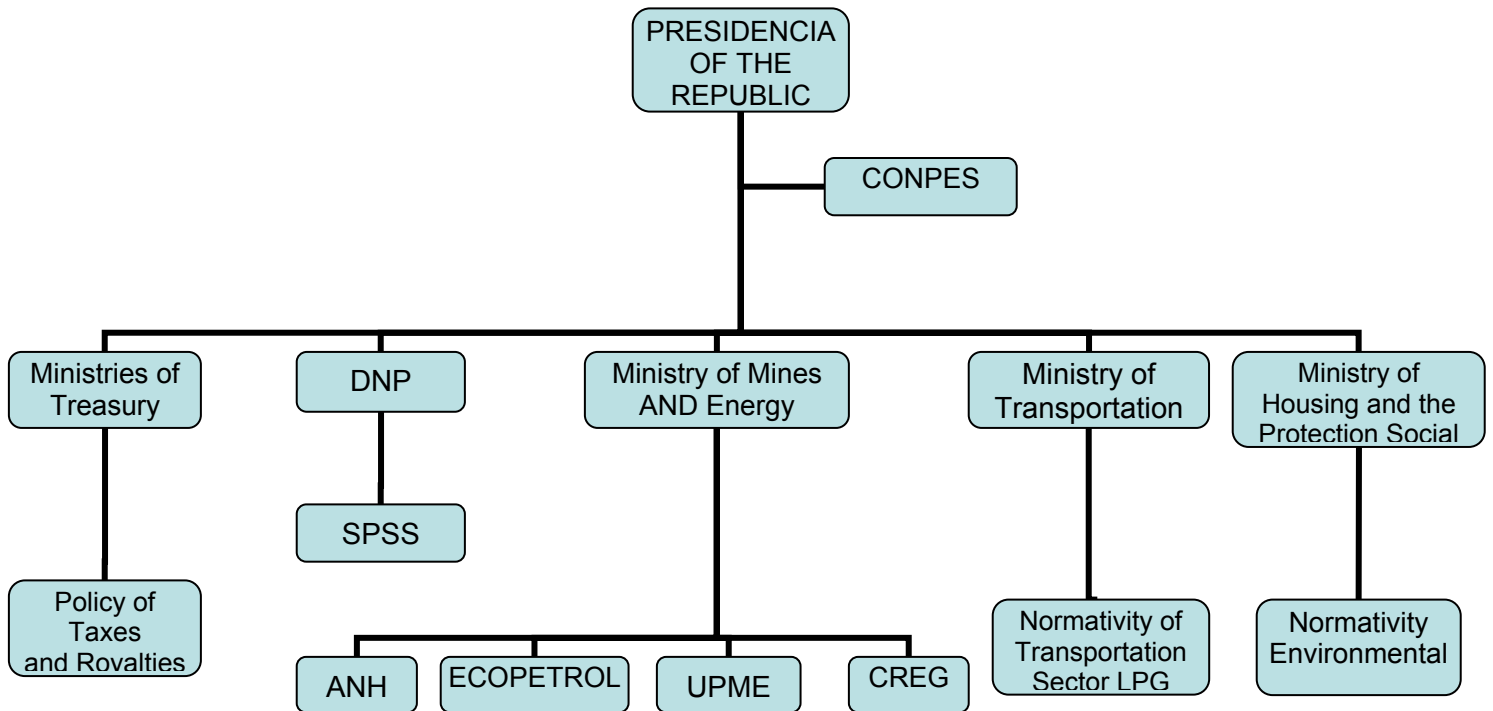 PRESIDENCIA
OF THE
REPUBLIC
CONPES
Ministries of
Treasury
DNP
Ministry of Mines
AND Energy
Ministry of
Transportation
Ministry of
Housing and the
Protection Social
SPSS
Policy of
Taxes
and Royalties
ANH
ECOPETROL
UPME
CREG
Normativity of
Transportation
Sector LPG
Normativity
Environmental